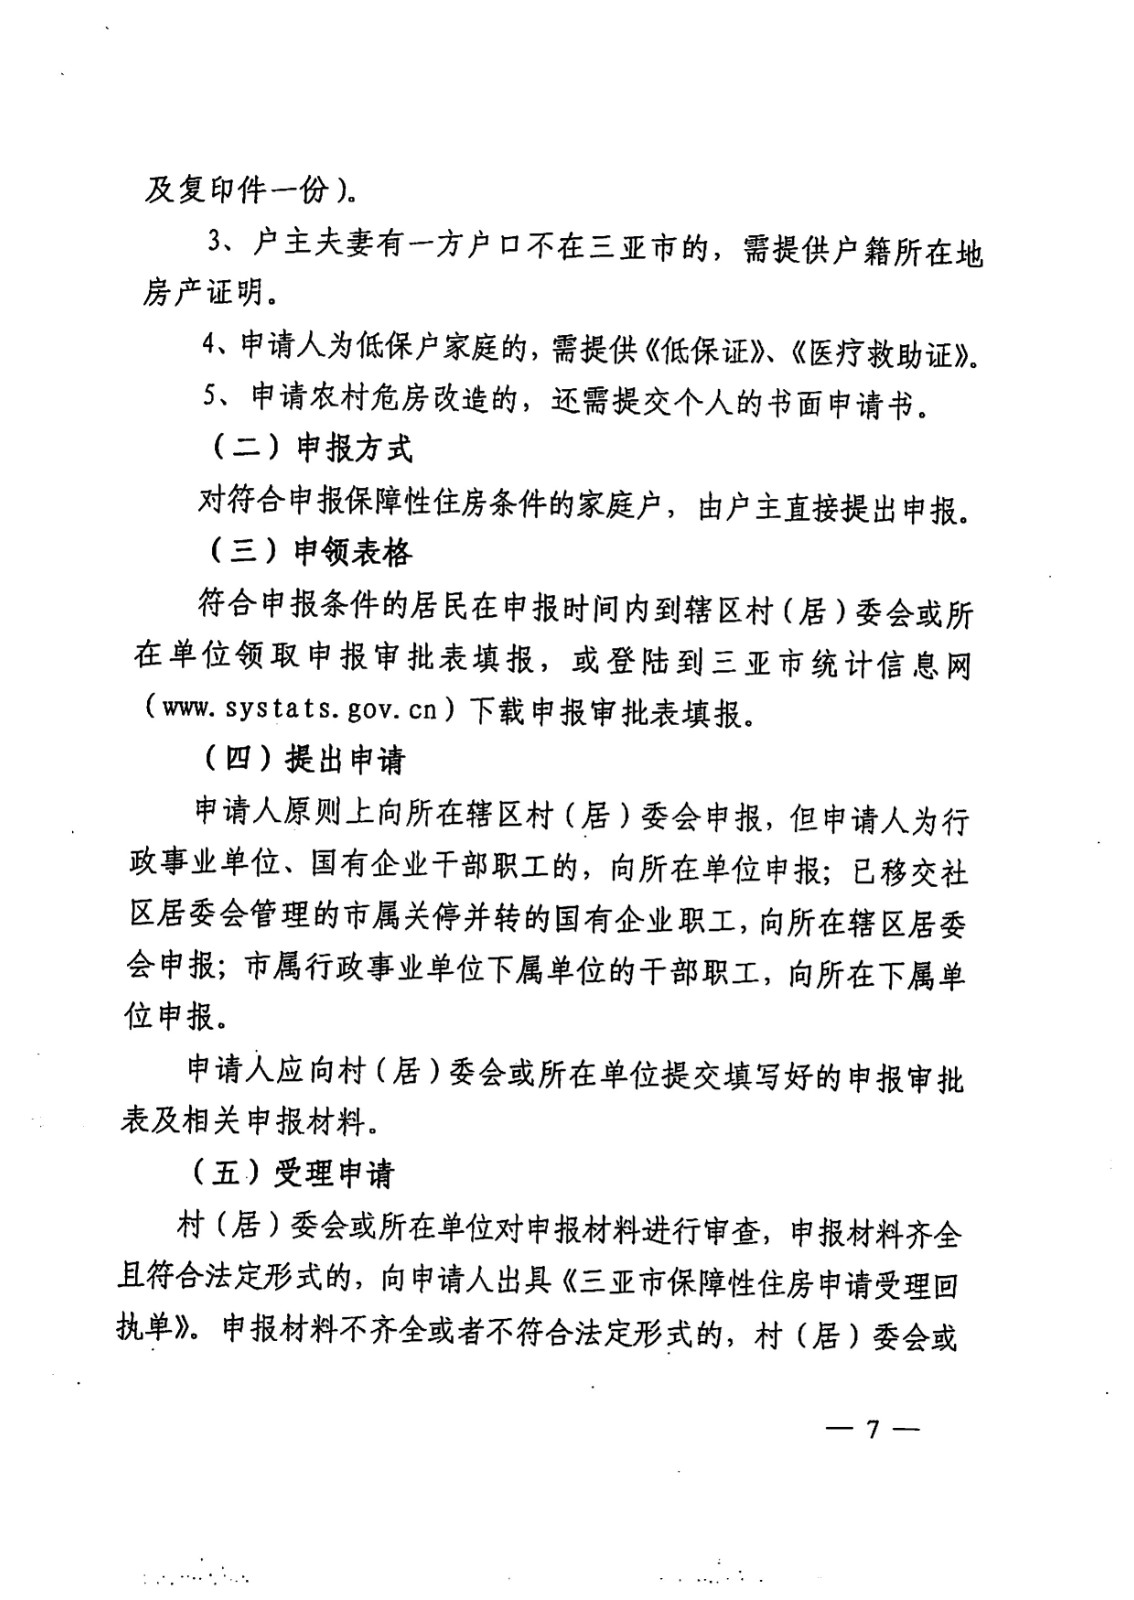 及复印件一份）。
3、户主夫妻有一方户口不在三亚市的，需提供户籍所在地
房产证明。
4、申请人为低保户家庭的，需提供《低保证》、《医疗救助证》。
5、申请农村危房改造的，还需提交个人的书面申请书。
（二）申报方式
对符合申报保障性住房条件的家庭户，由户主直接提出申报。
（三）申领表格
符合申报条件的居民在申报时间内到辖区村（居）委会或所
在单位领取申报审批表填报，或登陆到三亚市统计信息网
（www.systats.gov.cn）下载申报审批表填报。
（四）提出申请
申请人原则上向所在辖区村（居）委会申报，但申请人为行
政事业单位、国有企业干部职工的，向所在单位申报；已移交社
区居委会管理的市属关停并转的国有企业职工，向所在辖区居委
会申报；市属行政事业单位下属单位的干部职工，向所在下属单
位申报。
申请人应向村（居）委会或所在单位提交填写好的申报审批
表及相关申报材料。
（五）受理申请
村（居）委会或所在单位对申报材料进行审查，申报材料齐全
且符合法定形式的，向申请人出具《三亚市保障性住房申请受理回
执单》。申报材料不齐全或者不符合法定形式的，村（居）委会或
— 7 —